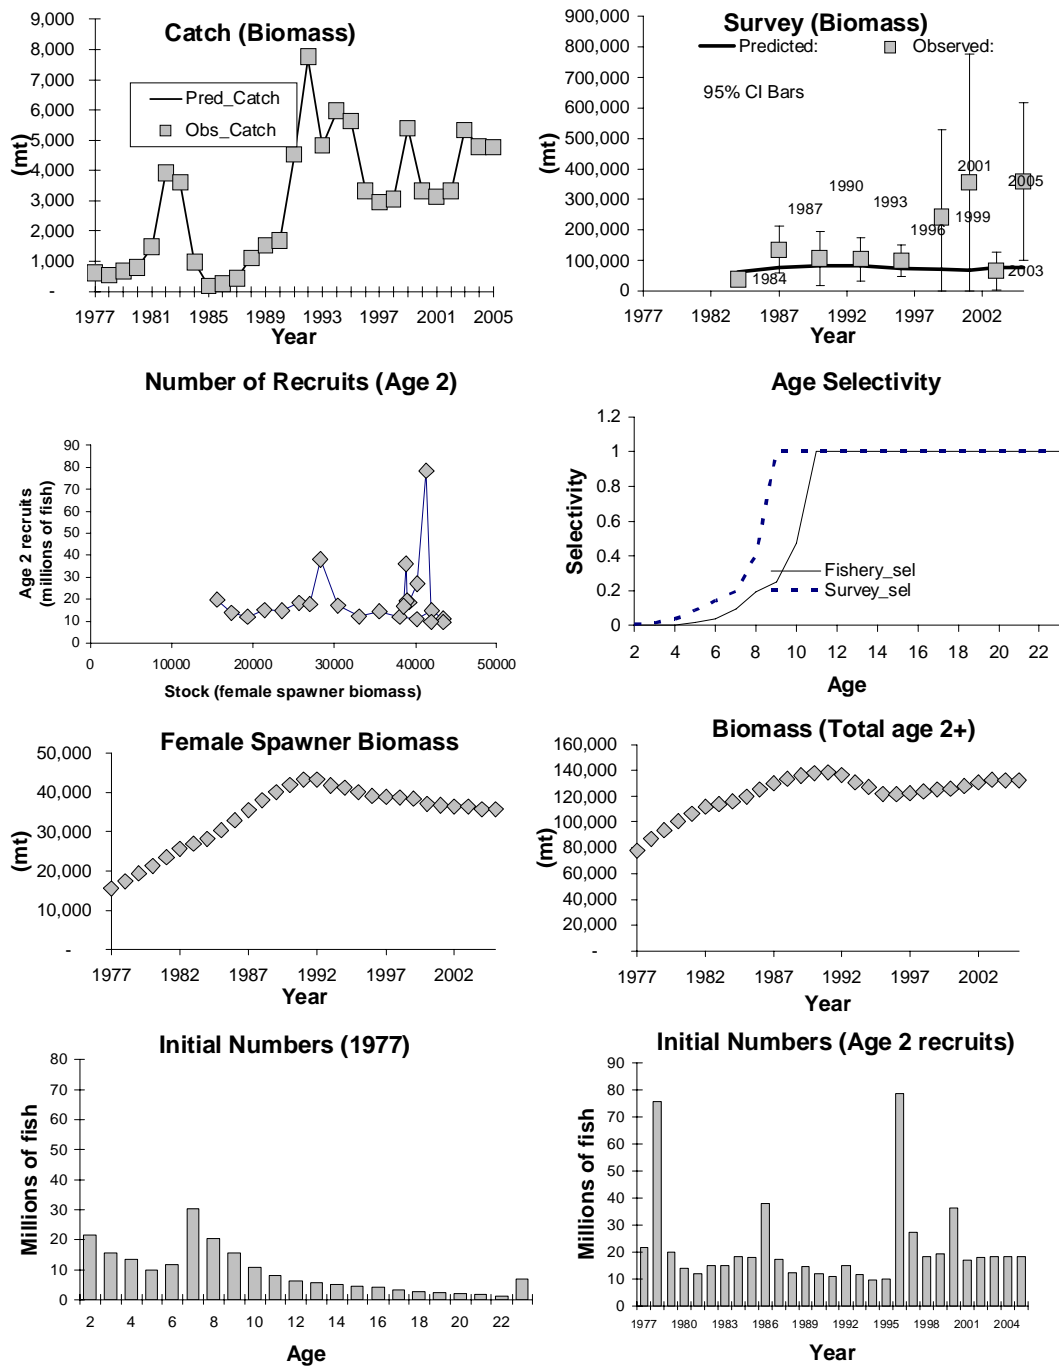 Catch (Biomass)
9,000
8,000
7,000
6,000
5,000
4,000
3,000
2,000
1,000
-
(mt)
Pred_Catch
Obs_Catch
1977 1981 1985 1989 1993 1997 2001 2005
Year
Survey (Biomass)
Predicted: Observed:
95% CI Bars
900,000
800,000
700,000
600,000
500,000
400,000
300,000
200,000
100,000
0
(mt)
1984
1987
1990
1993
1996
1999
2001
2003
2005
1977 1982 1987 1992 1997 2002
Year
Number of Recruits (Age 2)
90
80
70
60
50
40
30
20
10
0
Age 2 recruits
(millions of fish)
0 10000 20000 30000 40000 50000
Stock (female spawner biomass)
Age Selectivity
1.2
1
0.8
0.6
0.4
0.2
0
Selectivity
Fishery_sel
Survey_sel
2 4 6 8 10 12 14 16 18 20 22
Age
Female Spawner Biomass
50,000
40,000
30,000
20,000
10,000
-
(mt)
1977 1982 1987 1992 1997 2002
Year
Biomass (Total age 2+)
160,000
140,000
120,000
100,000
80,000
60,000
40,000
20,000
-
(mt)
1977 1982 1987 1992 1997 2002
Year
Initial Numbers (1977)
80
70
60
50
40
30
20
10
0
Millions of fish
2 4 6 8 10 12 14 16 18 20 22
Age
Initial Numbers (Age 2 recruits)
90
80
70
60
50
40
30
20
10
0
Millions of fish
1977 1980 1983 1986 1989 1992 1995 1998 2001 2004
Year